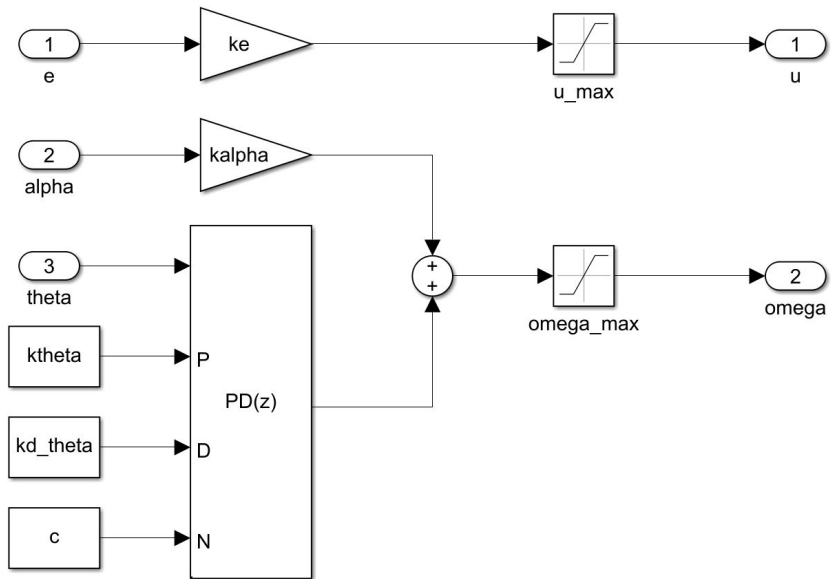 1
e
ke
u_max
1
u
2
alpha
kalpha
3
theta
ktheta
kd_theta
c
P
D
N
PD(z)
+
+
omega_max
2
omega